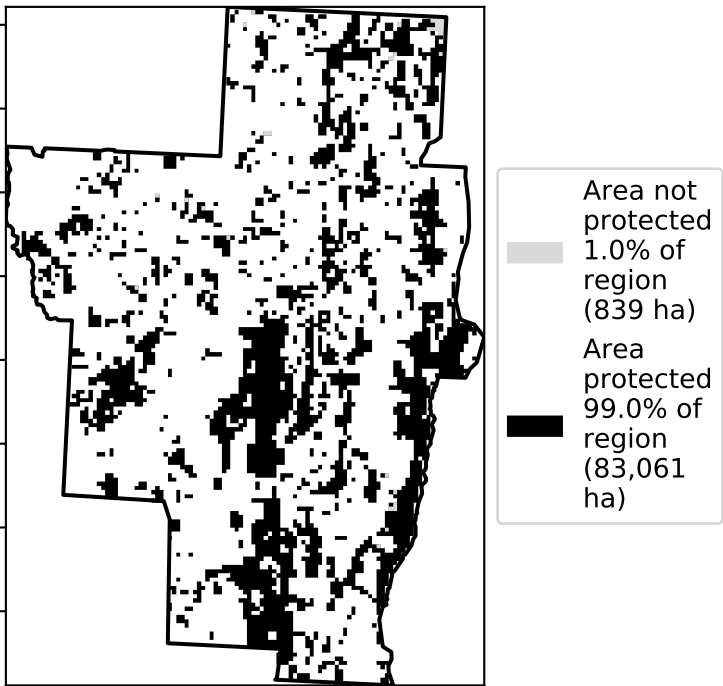 Area not
protected
1.0% of
region
(839 ha)
Area
protected
99.0% of
region
(83,061
ha)